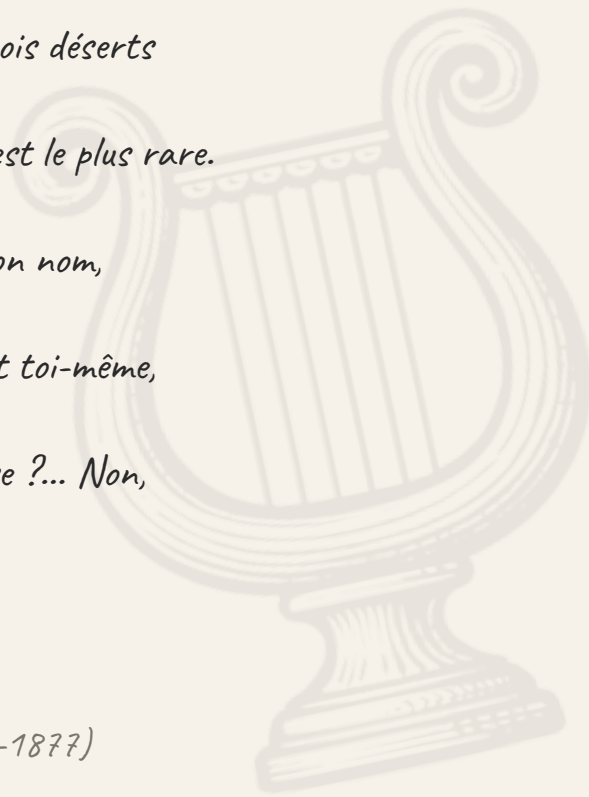 ois déserts
est le plus rare.
on nom,
t toi-même,
e ?... Non,
-1877)